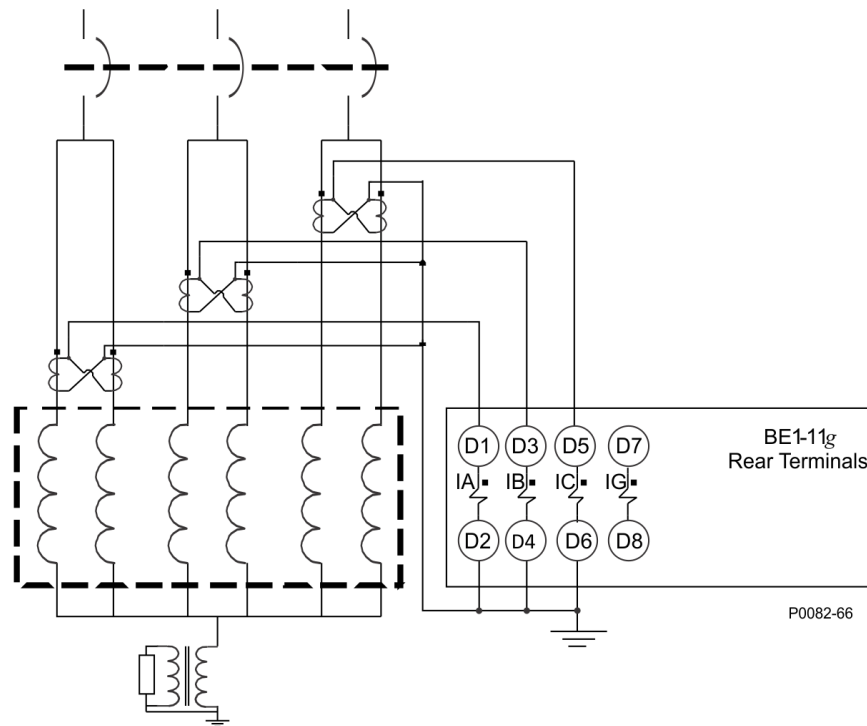 BE1-11g
Rear Terminals
D1 D3 D5 D7
IA IB IC IG
D2 D4 D6 D8
P0082-66